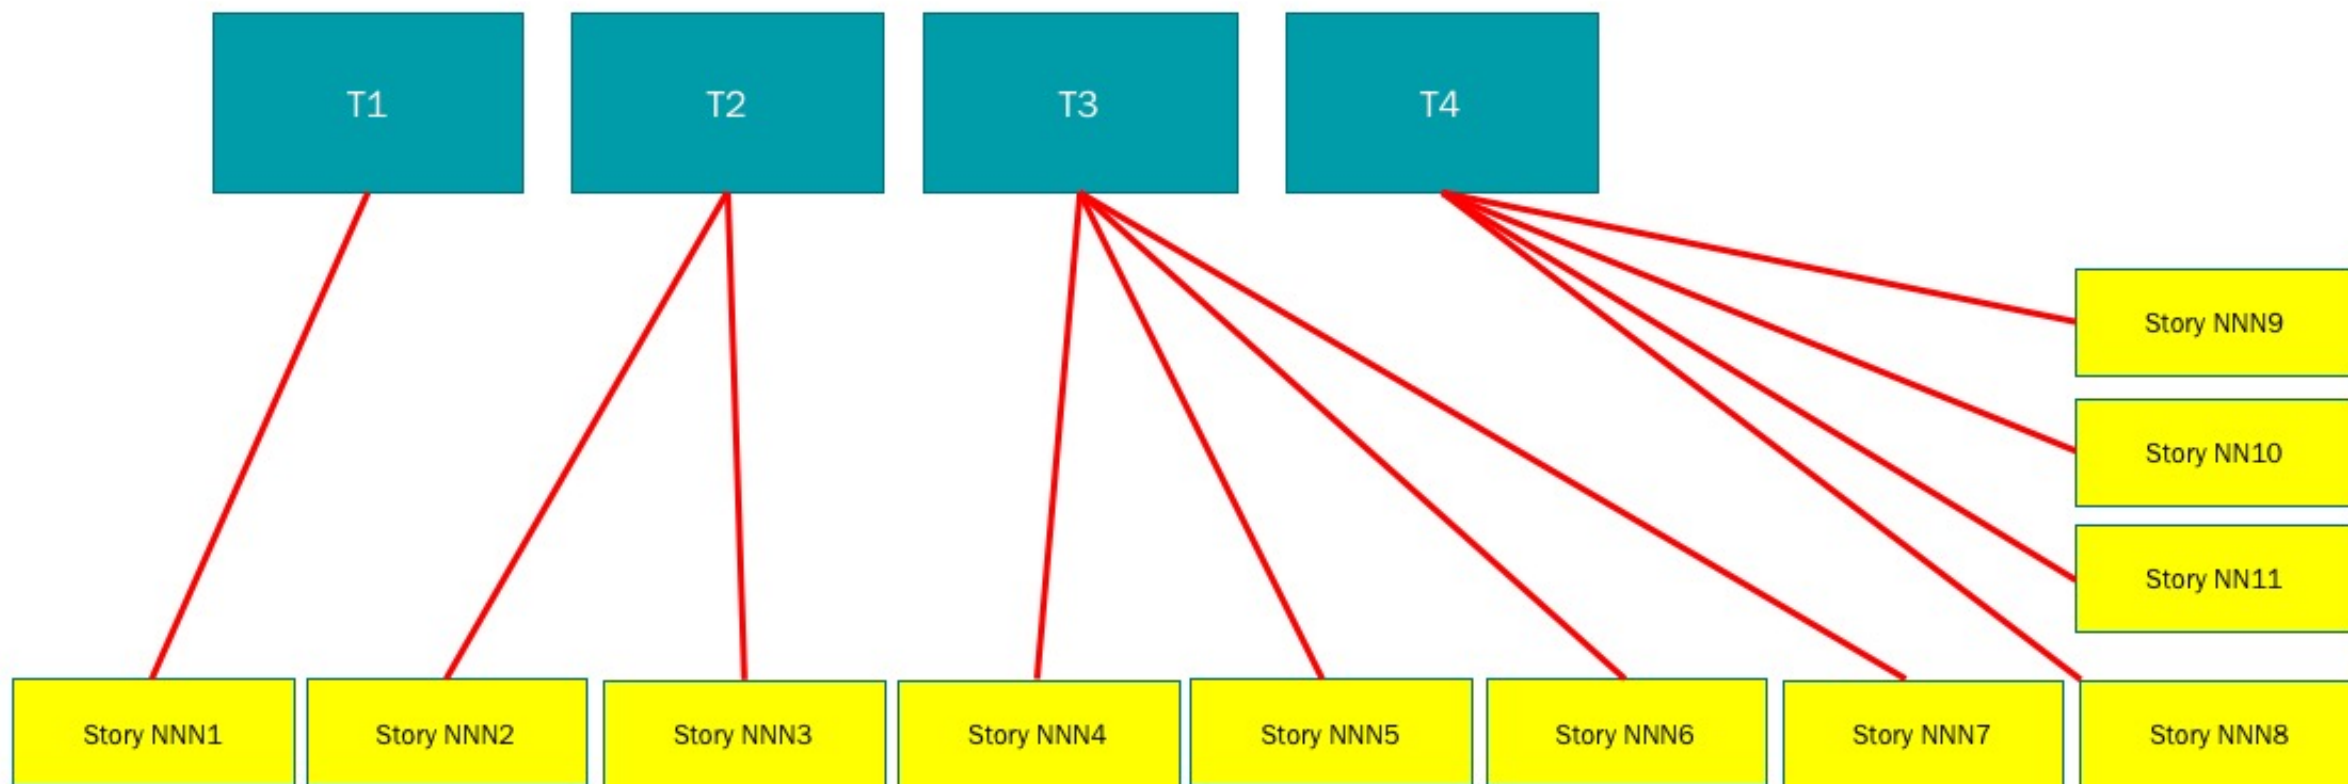 T1
T2
T3
T4
Story NNN9
Story NN10
Story NN11
Story NNN1
Story NNN2
Story NNN3
Story NNN4
Story NNN5
Story NNN6
Story NNN7
Story NNN8